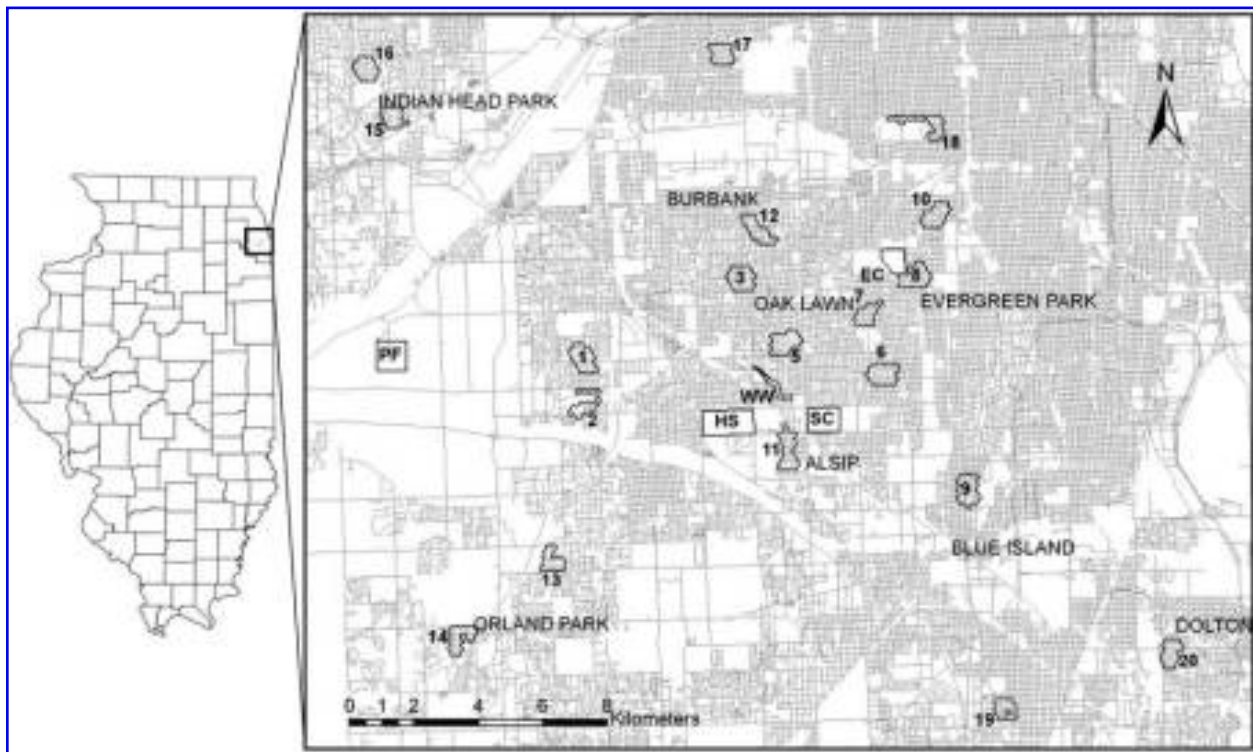 16
17
N
INDIAN HEAD PARK
15
18
BURBANK
10
12
EC
8
3
OAK LAWN
7
EVERGREEN PARK
PF
1
5
6
WW
2
HS
SC
11
ALSIP
9
BLUE ISLAND
13
ORLAND PARK
14
DOLTON
20
0 1 2 4 6 8
Kilometers
19